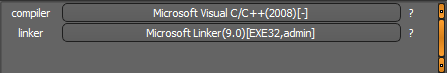 compiler Microsoft Visual C/C++(2008)[-] ?
linker Microsoft Linker(9.0)[EXE32,admin] ?